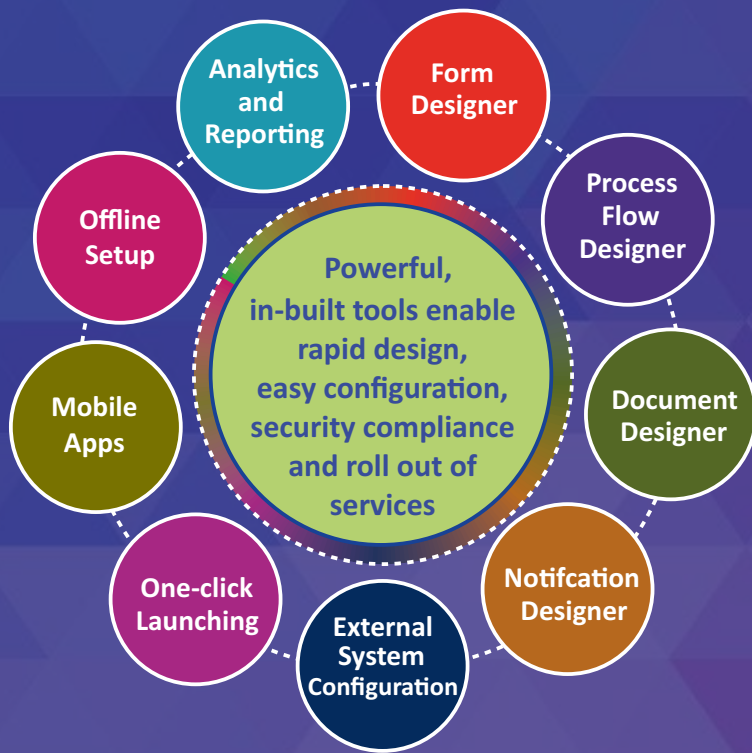 Analytics
and
Reporting
Form
Designer
Process
Flow
Designer
Document
Designer
Notifcation
Designer
External
System
Configuration
One-click
Launching
Mobile
Apps
Offline
Setup
Powerful,
in-built tools enable
rapid design,
easy configuration,
security compliance
and roll out of
services